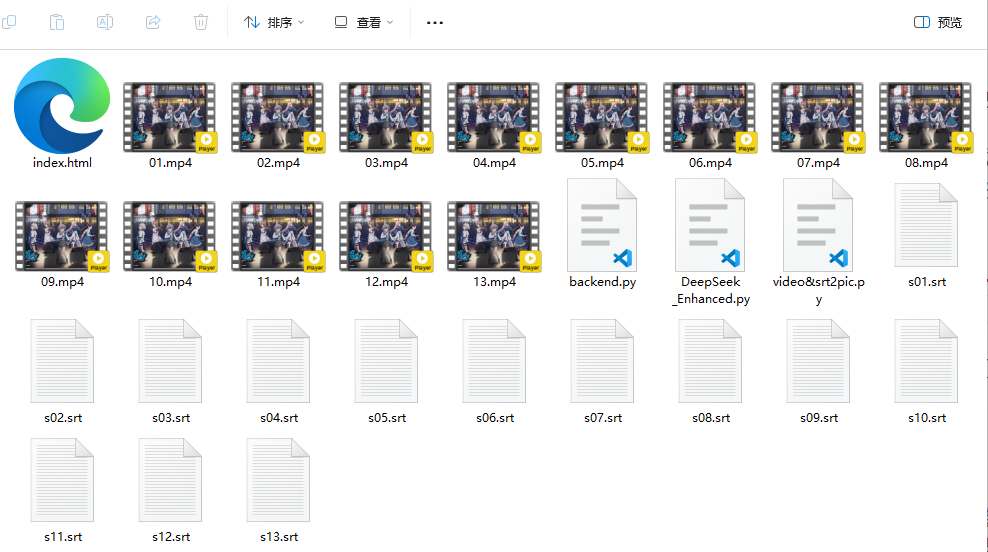 排序
查看
预览
index.html
01.mp4
02.mp4
03.mp4
04.mp4
05.mp4
06.mp4
07.mp4
08.mp4
09.mp4
10.mp4
11.mp4
12.mp4
13.mp4
backend.py
DeepSeek
_Enhanced.py
video&srt2pic.p
y
s01.srt
s02.srt
s03.srt
s04.srt
s05.srt
s06.srt
s07.srt
s08.srt
s09.srt
s10.srt
s11.srt
s12.srt
s13.srt